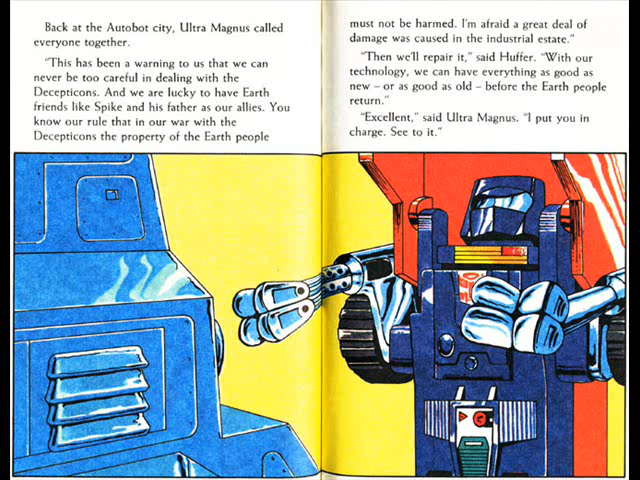 Back at the Autobot city, Ultra Magnus called
everyone together.
"This has been a warning to us that we can
never be too careful in dealing with the
Decepticons. And we are lucky to have Earth
friends like Spike and his father as our allies. You
know our rule that in our war with the
Decepticons the property of the Earth people
must not be harmed. I'm afraid a great deal of
damage was caused in the industrial estate."
"Then we'll repair it," said Huffer. "With our
technology, we can have everything as good as
new – or as good as old – before the Earth people
return."
"Excellent," said Ultra Magnus. "I put you in
charge. See to it."